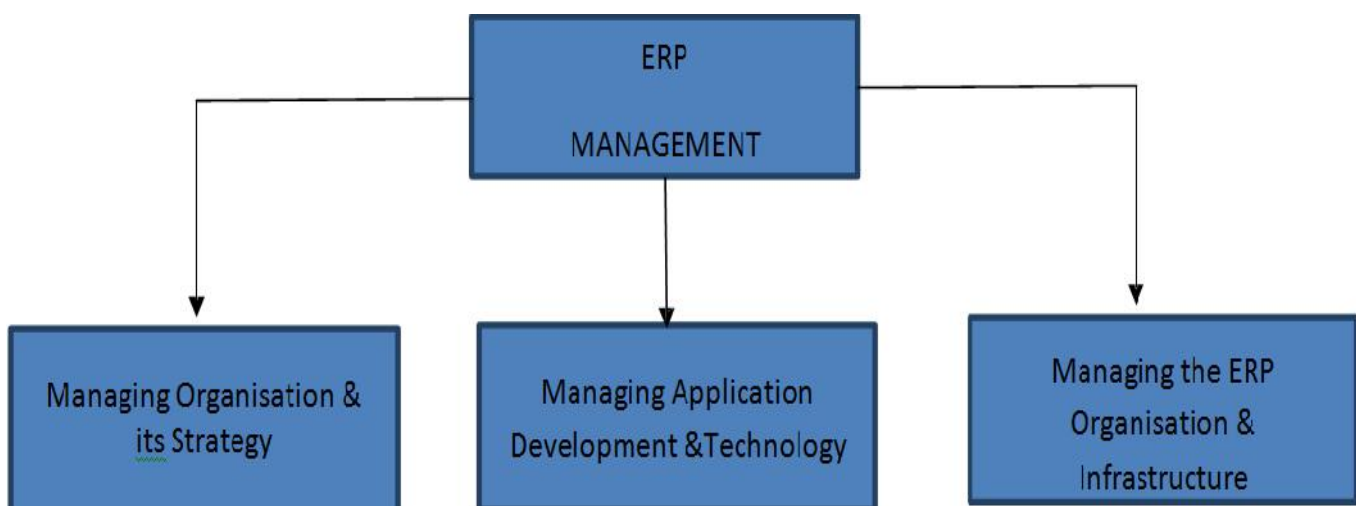 ERP
MANAGEMENT
Managing Organisation &
its Strategy
Managing Application
Development &Technology
Managing the ERP
Organisation &
Infrastructure